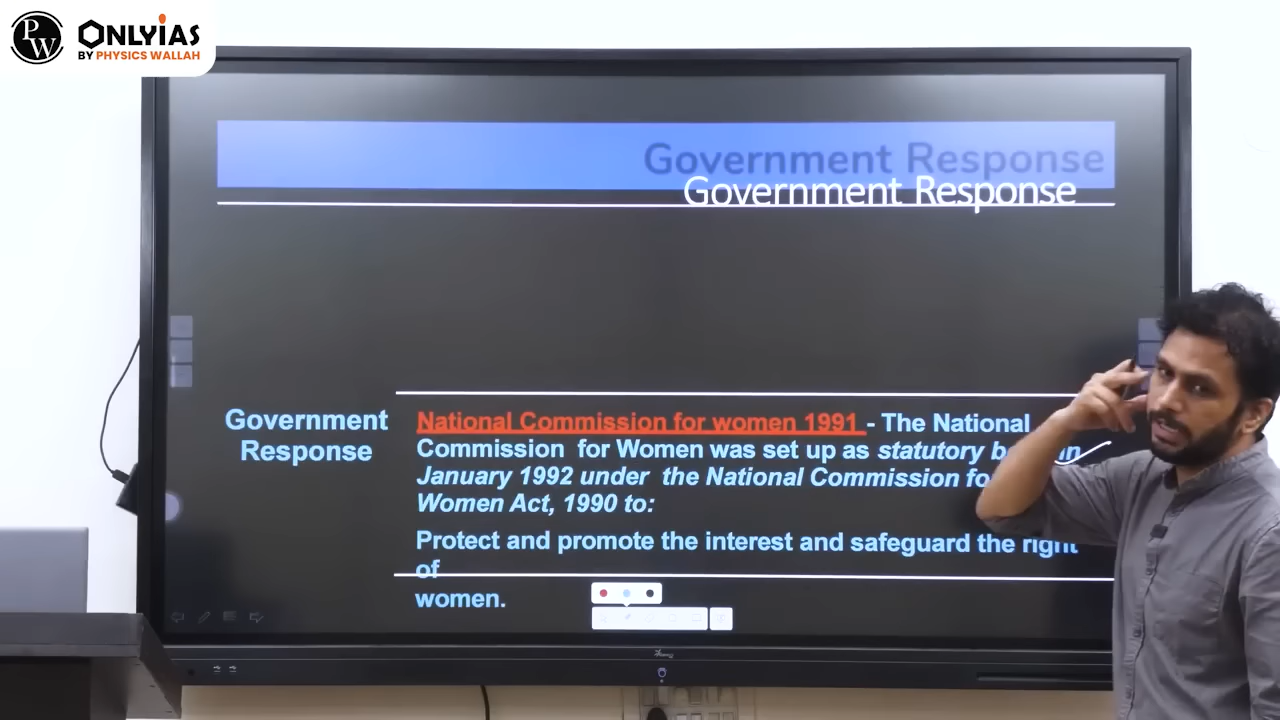 PW
ONLYIAS
BY PHYSICS WALLAH
Government Response
Government Response
Government
Response
National Commission for women 1991 - The National
Commission for Women was set up as statutory in
January 1992 under the National Commission
Women Act, 1990 to:
Protect and promote the interest and safeguard the right
of
women.